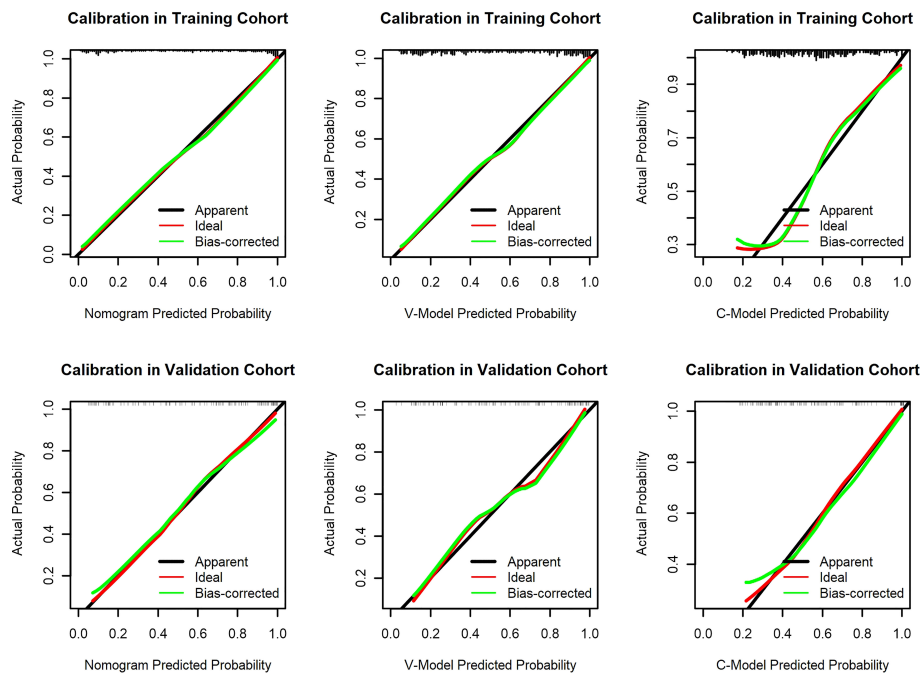 Calibration in Training Cohort
Actual Probability
0.0 0.2 0.4 0.6 0.8 1.0
Apparent
Ideal
Bias-corrected
0.0 0.2 0.4 0.6 0.8 1.0
Nomogram Predicted Probability
Calibration in Training Cohort
Actual Probability
0.2 0.4 0.6 0.8 1.0
Apparent
Ideal
Bias-corrected
0.0 0.2 0.4 0.6 0.8 1.0
V-Model Predicted Probability
Calibration in Training Cohort
Actual Probability
0.3 0.5 0.7 0.9
Apparent
Ideal
Bias-corrected
0.0 0.2 0.4 0.6 0.8 1.0
C-Model Predicted Probability
Calibration in Validation Cohort
Actual Probability
0.2 0.4 0.6 0.8 1.0
Apparent
Ideal
Bias-corrected
0.0 0.2 0.4 0.6 0.8 1.0
Nomogram Predicted Probability
Calibration in Validation Cohort
Actual Probability
0.2 0.4 0.6 0.8 1.0
Apparent
Ideal
Bias-corrected
0.0 0.2 0.4 0.6 0.8 1.0
V-Model Predicted Probability
Calibration in Validation Cohort
Actual Probability
0.4 0.6 0.8 1.0
Apparent
Ideal
Bias-corrected
0.0 0.2 0.4 0.6 0.8 1.0
C-Model Predicted Probability